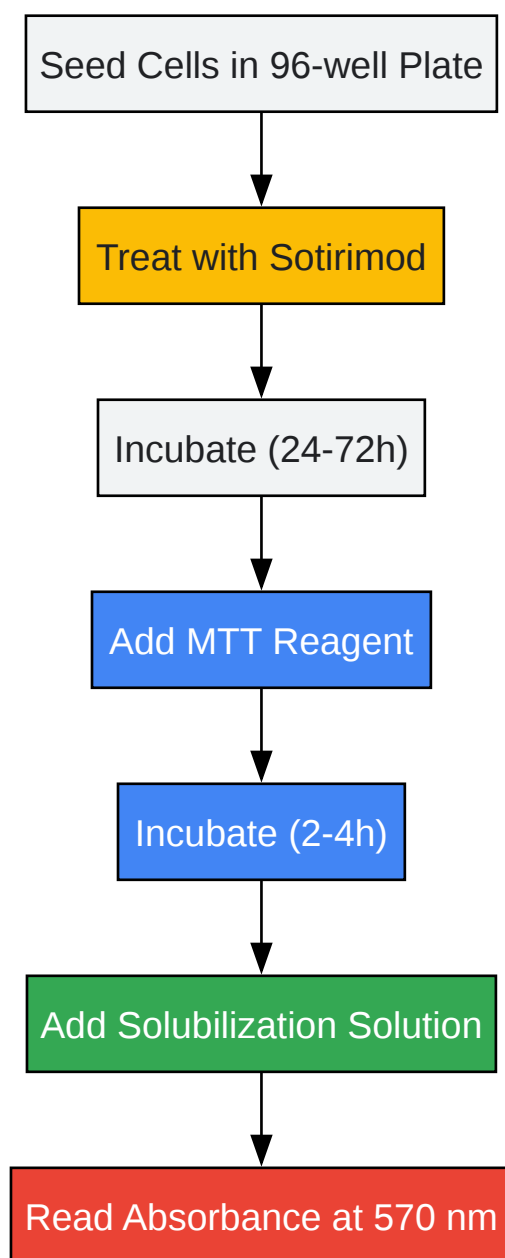 Seed Cells in 96-well Plate
Treat with Sotirimod
Incubate (24-72h)
Add MTT Reagent
Incubate (2-4h)
Add Solubilization Solution
Read Absorbance at 570 nm